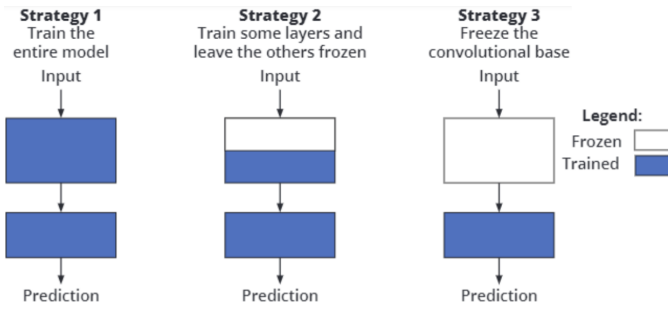 Strategy 1
Train the
entire model
Input
Prediction
Strategy 2
Train some layers and
leave the others frozen
Input
Prediction
Strategy 3
Freeze the
convolutional base
Input
Prediction
Legend:
Frozen
Trained